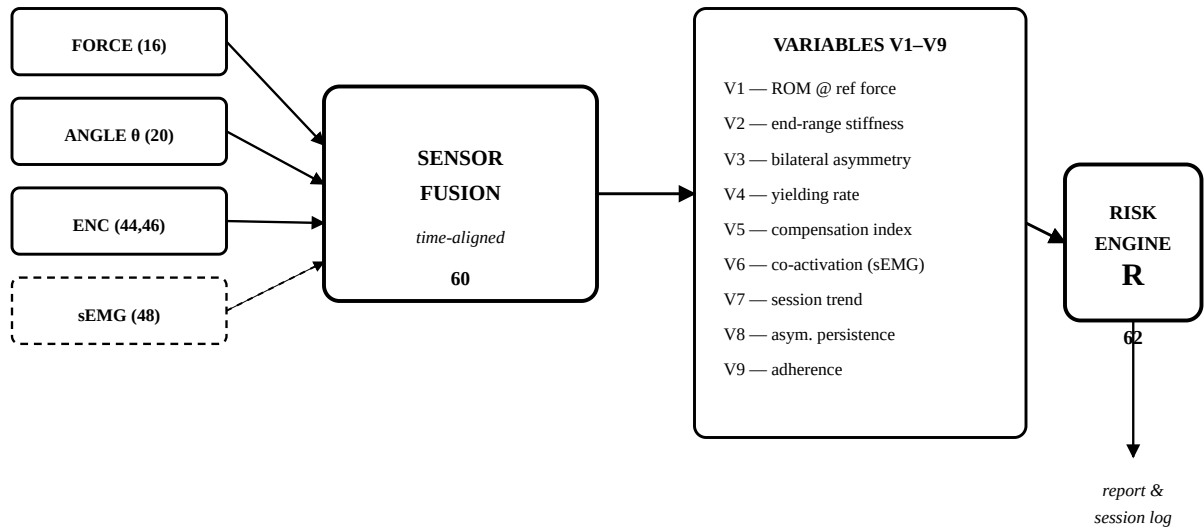 FORCE (16)
ANGLE θ (20)
ENC (44,46)
sEMG (48)
SENSOR
FUSION
time-aligned
60
VARIABLES V1–V9
V1 — ROM @ ref force
V2 — end-range stiffness
V3 — bilateral asymmetry
V4 — yielding rate
V5 — compensation index
V6 — co-activation (sEMG)
V7 — session trend
V8 — asym. persistence
V9 — adherence
RISK
ENGINE
R
62
report &
session log